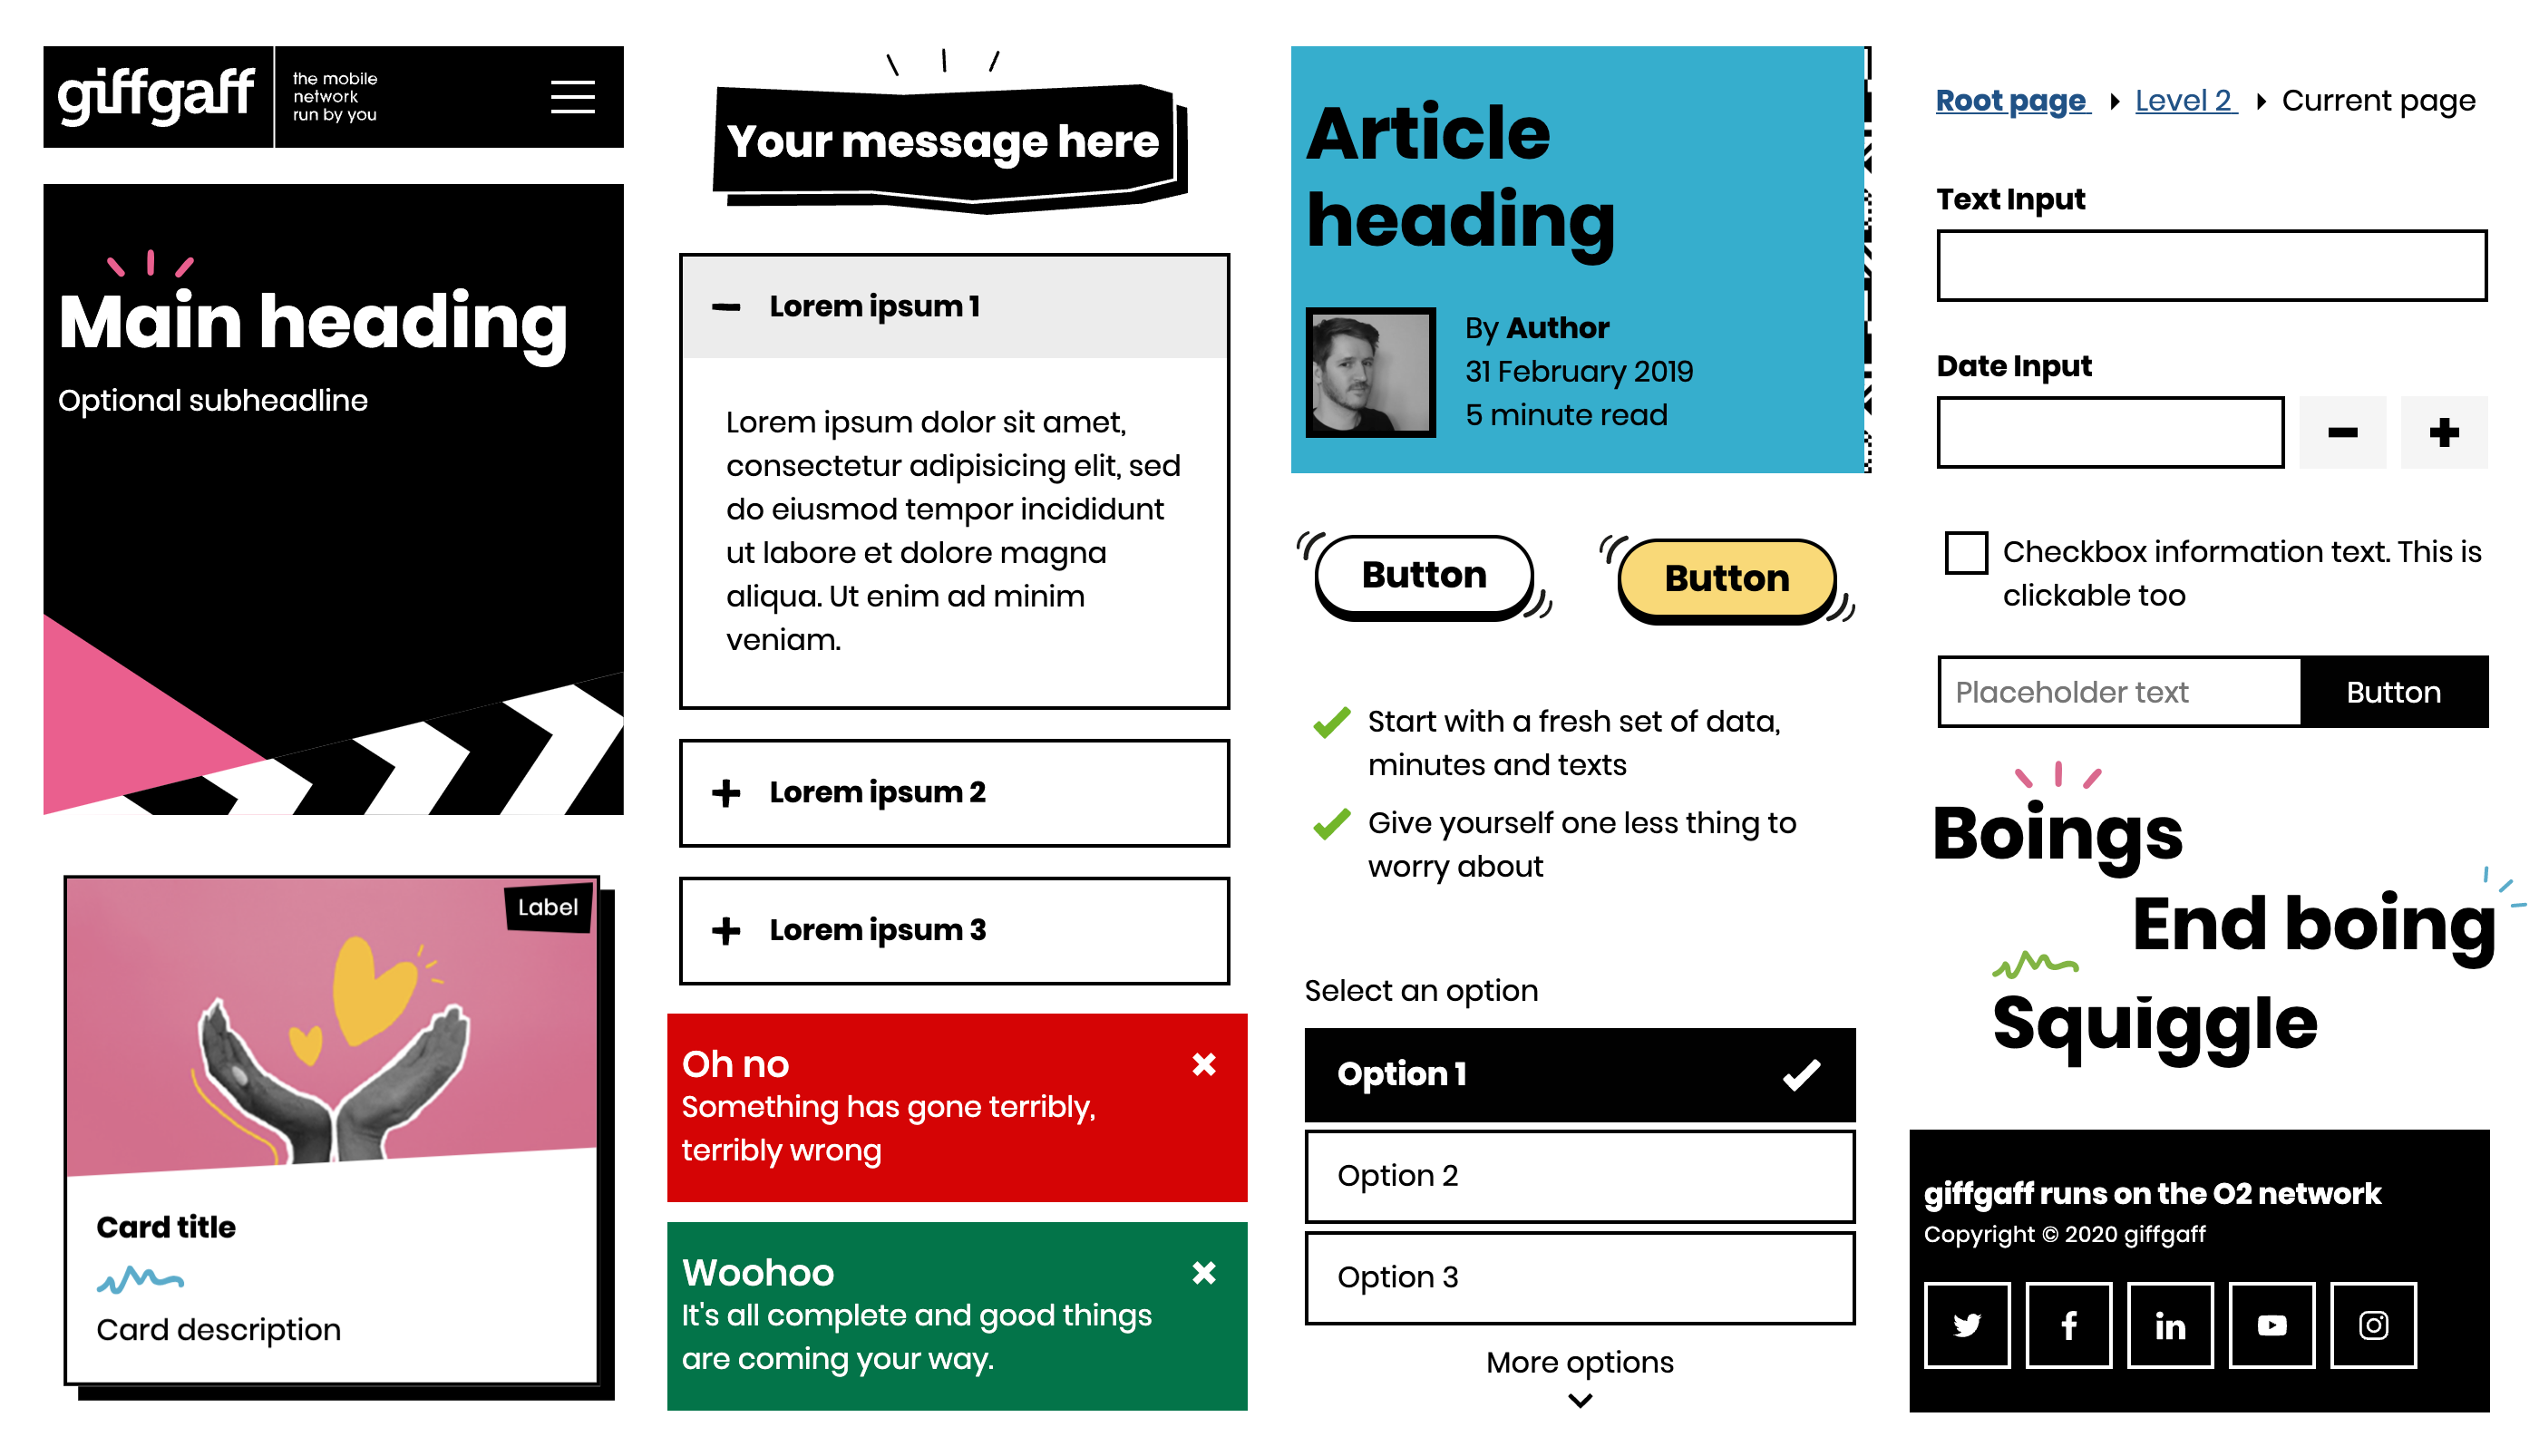 giffgaff
the mobile
network
run by you
Main heading
Optional subheadline
Label
Card title
Card description
Your message here
Lorem ipsum 1
Lorem ipsum dolor sit amet,
consectetur adipisicing elit, sed
do eiusmod tempor incididunt
ut labore et dolore magna
aliqua. Ut enim ad minim
veniam.
Lorem ipsum 2
Lorem ipsum 3
Oh no
Something has gone terribly,
terribly wrong
Woohoo
It's all complete and good things
are coming your way.
Article
heading
By Author
31 February 2019
5 minute read
Button
Button
Start with a fresh set of data,
minutes and texts
Give yourself one less thing to
worry about
Select an option
Option 1
Option 2
Option 3
More options
Root page Level 2 Current page
Text Input
Date Input
Checkbox information text. This is
clickable too
Placeholder text Button
Boings
End boing
Squiggle
giffgaff runs on the O2 network
Copyright © 2020 giffgaff